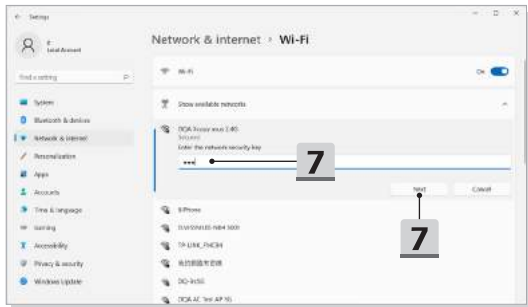 Settings
Local Account
Find a setting
System
Bluetooth & devices
Network & internet
Personalization
Apps
Accounts
Time & language
Gaming
Accessibility
Privacy & security
Windows Update
Network & internet › Wi-Fi
Wi-Fi
On
Show available networks
Secured
Enter the network security key
7
Next
Cancel
7